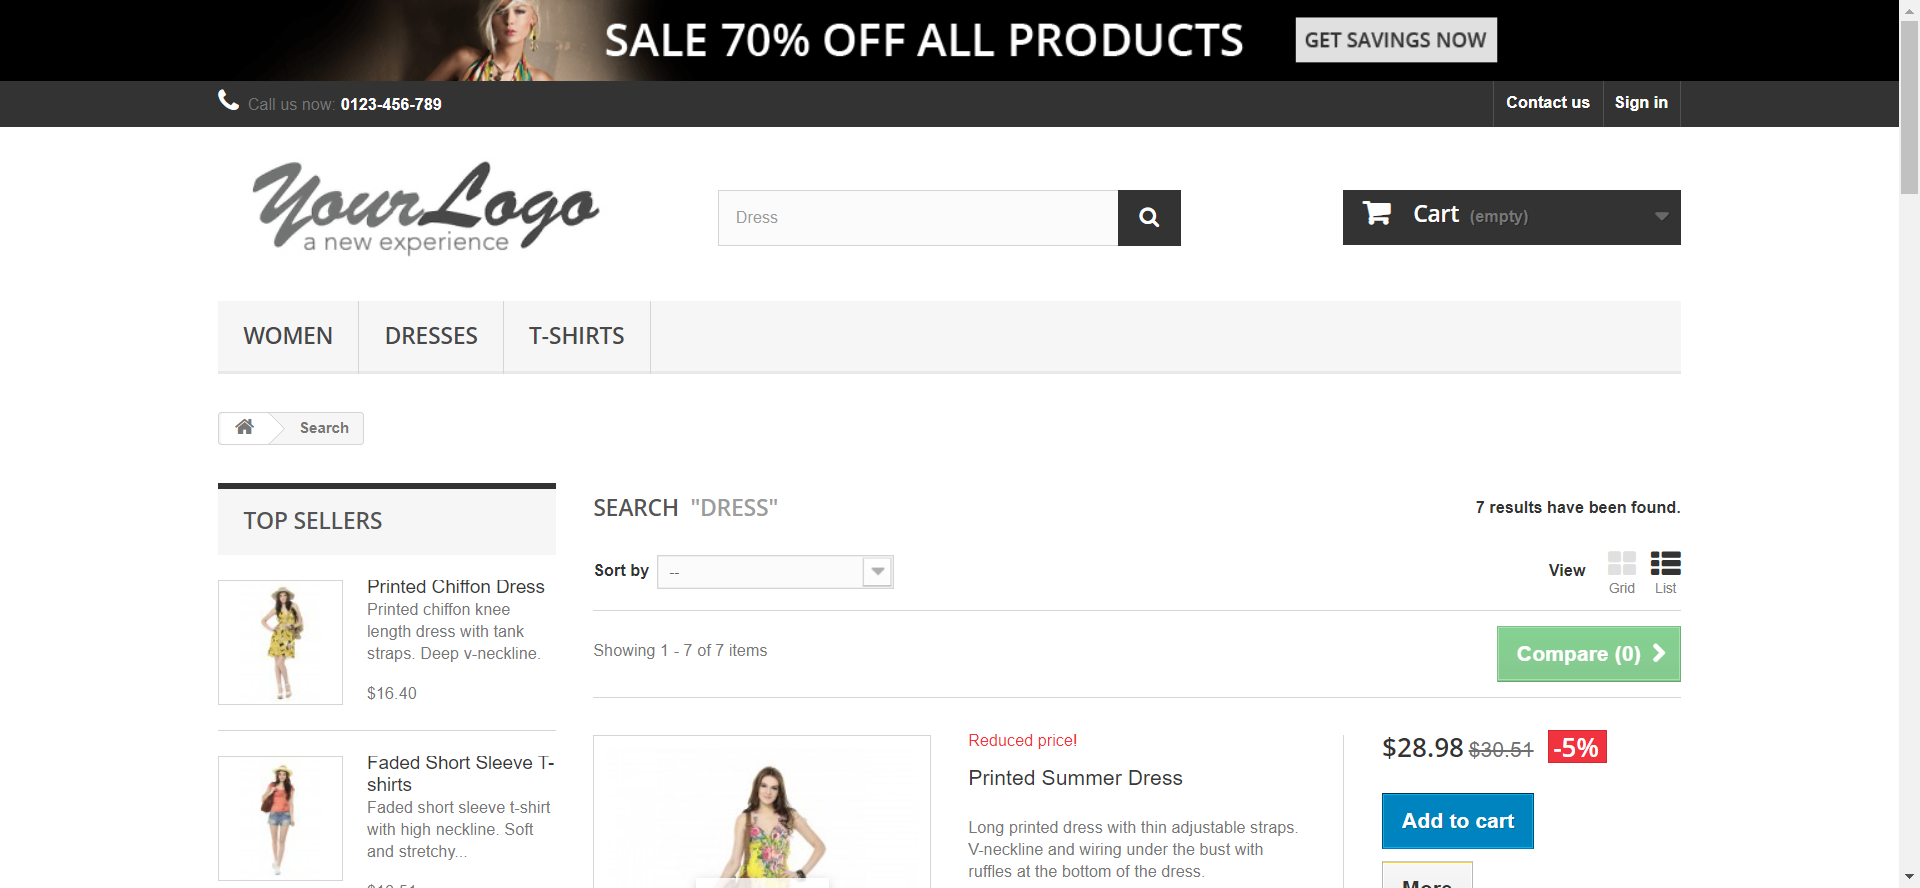 SALE 70% OFF ALL PRODUCTS GET SAVINGS NOW
Call us now: 0123-456-789
Contact us Sign in
YourLogo
a new experience
Dress
Cart (empty)
WOMEN DRESSES T-SHIRTS
Search
TOP SELLERS
Printed Chiffon Dress
Printed chiffon knee
length dress with tank
straps. Deep v-neckline.
$16.40
Faded Short Sleeve T-
shirts
Faded short sleeve t-shirt
with high neckline. Soft
and stretchy...
SEARCH "DRESS"
7 results have been found.
Sort by --
View Grid List
Showing 1 - 7 of 7 items
Compare (0)
Reduced price!
Printed Summer Dress
Long printed dress with thin adjustable straps.
V-neckline and wiring under the bust with
ruffles at the bottom of the dress.
$28.98 $30.51 -5%
Add to cart
More